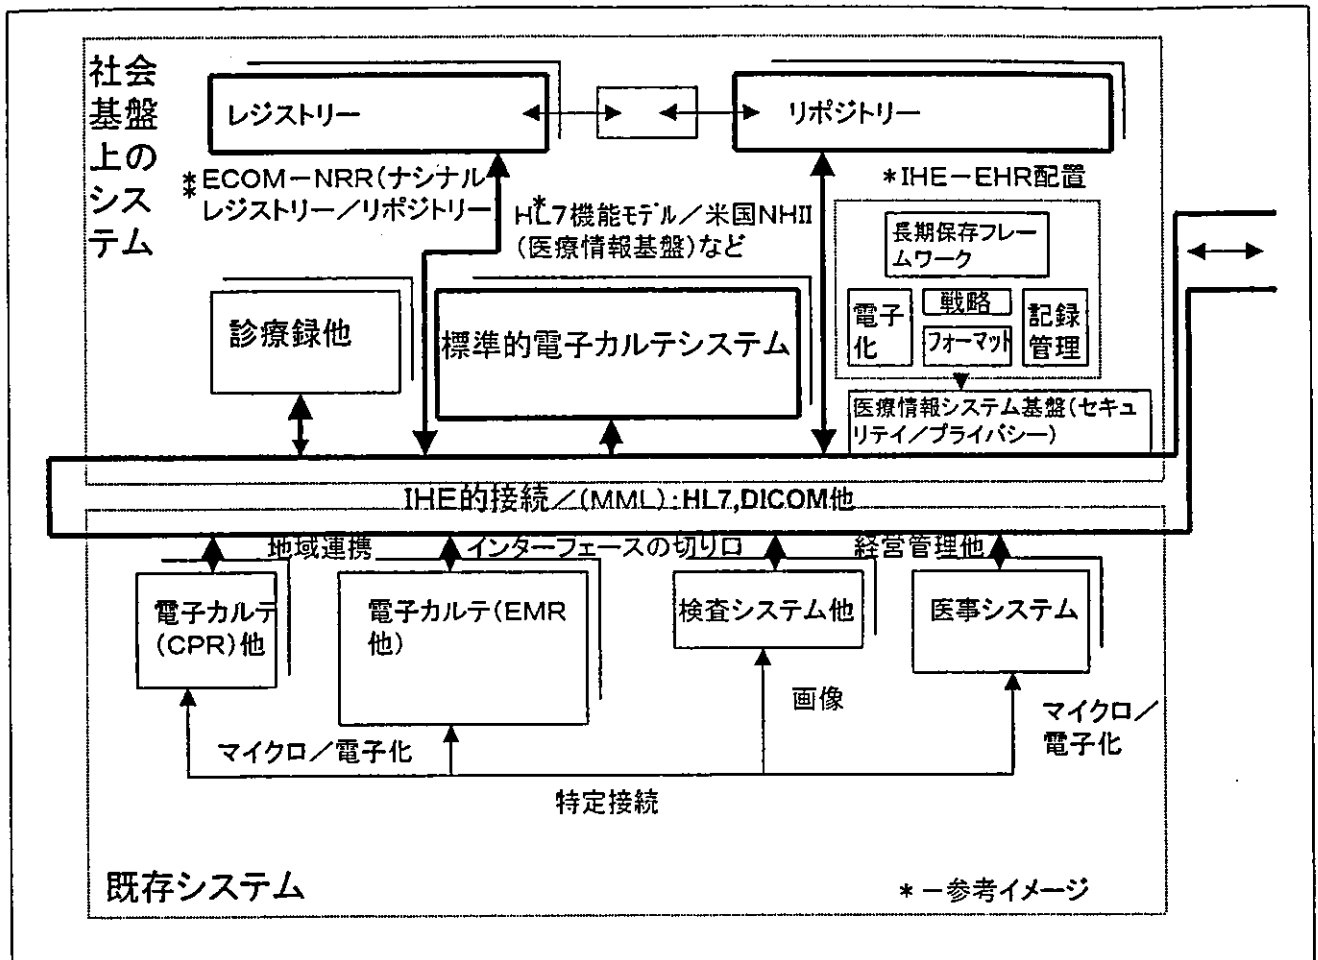 社会
基盤
上の
シス
テム
レジストリー
リポジトリー
**ECOM-NRR(ナシナル
レジストリー/リポジトリー
*
HL7機能モデル/米国NHII
(医療情報基盤)など
*IHE-EHR配置
長期保存フレー
ムワーク
電子
化
戦略
フォーマット
記録
管理
診療録他
標準的電子カルテシステム
医療情報システム基盤(セキュ
リテイ/プライバシー)
IHE的接続/(MML):HL7,DICOM他
地域連携
インターフェースの切り口
経営管理他
電子カルテ
(CPR)他
電子カルテ(EMR
他)
検査システム他
医事システム
画像
マイクロ/
電子化
マイクロ/電子化
特定接続
既存システム
*-参考イメージ